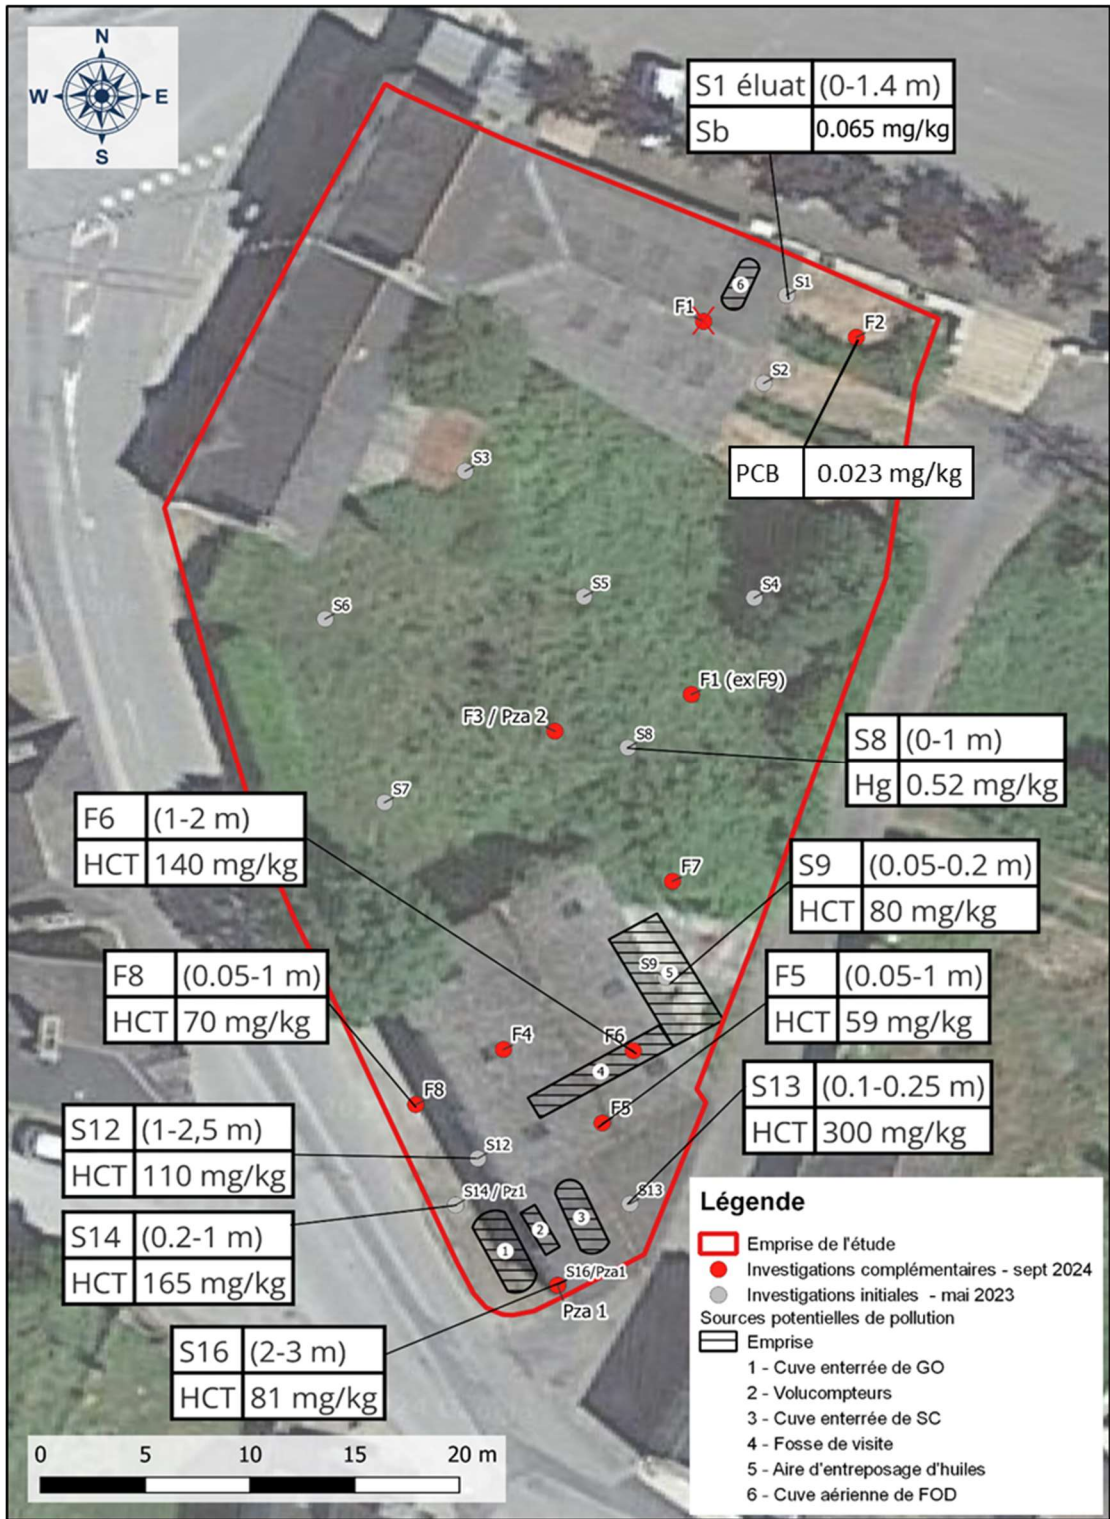 N
W E
S
S1 éluat (0-1.4 m)
Sb 0.065 mg/kg
6
S1
F1
F2
S2
PCB 0.023 mg/kg
S3
S5
S4
S6
F1 (ex F9)
F3 / Pza 2
S8
S8 (0-1 m)
Hg 0.52 mg/kg
S7
F6 (1-2 m)
HCT 140 mg/kg
F7
S9 (0.05-0.2 m)
HCT 80 mg/kg
S9
5
F8 (0.05-1 m)
HCT 70 mg/kg
F5 (0.05-1 m)
HCT 59 mg/kg
F4
F6
4
F8
F5
S13 (0.1-0.25 m)
HCT 300 mg/kg
S12 (1-2,5 m)
HCT 110 mg/kg
S12
S14 / Pz1
S13
S14 (0.2-1 m)
HCT 165 mg/kg
1
2
3
S16/Pza1
Pza 1
S16 (2-3 m)
HCT 81 mg/kg
0 5 10 15 20 m
Légende
Emprise de l'étude
Investigations complémentaires - sept 2024
Investigations initiales - mai 2023
Sources potentielles de pollution
Emprise
1 - Cuve enterrée de GO
2 - Volucompteurs
3 - Cuve enterrée de SC
4 - Fosse de visite
5 - Aire d'entreposage d'huiles
6 - Cuve aérienne de FOD